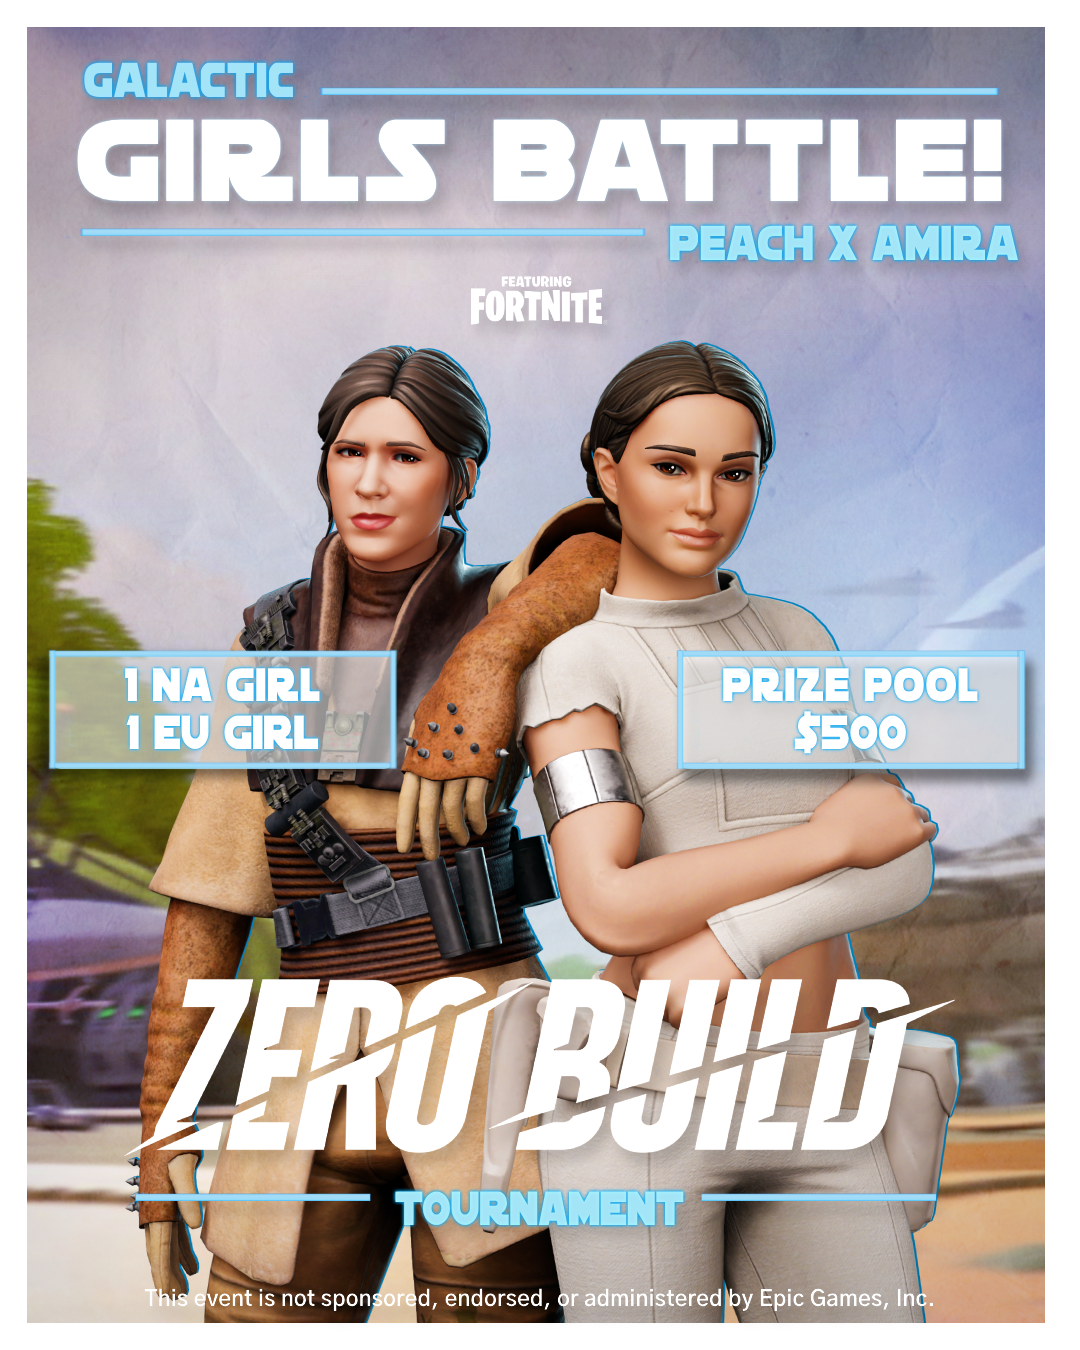 GALACTIC
GIRLS BATTLE!
PEACH X AMIRA
FEATURING
FORTNITE
1 NA GIRL
1 EU GIRL
PRIZE POOL
$500
ZERO BUILD
TOURNAMENT
This event is not sponsored, endorsed, or administered by Epic Games, Inc.